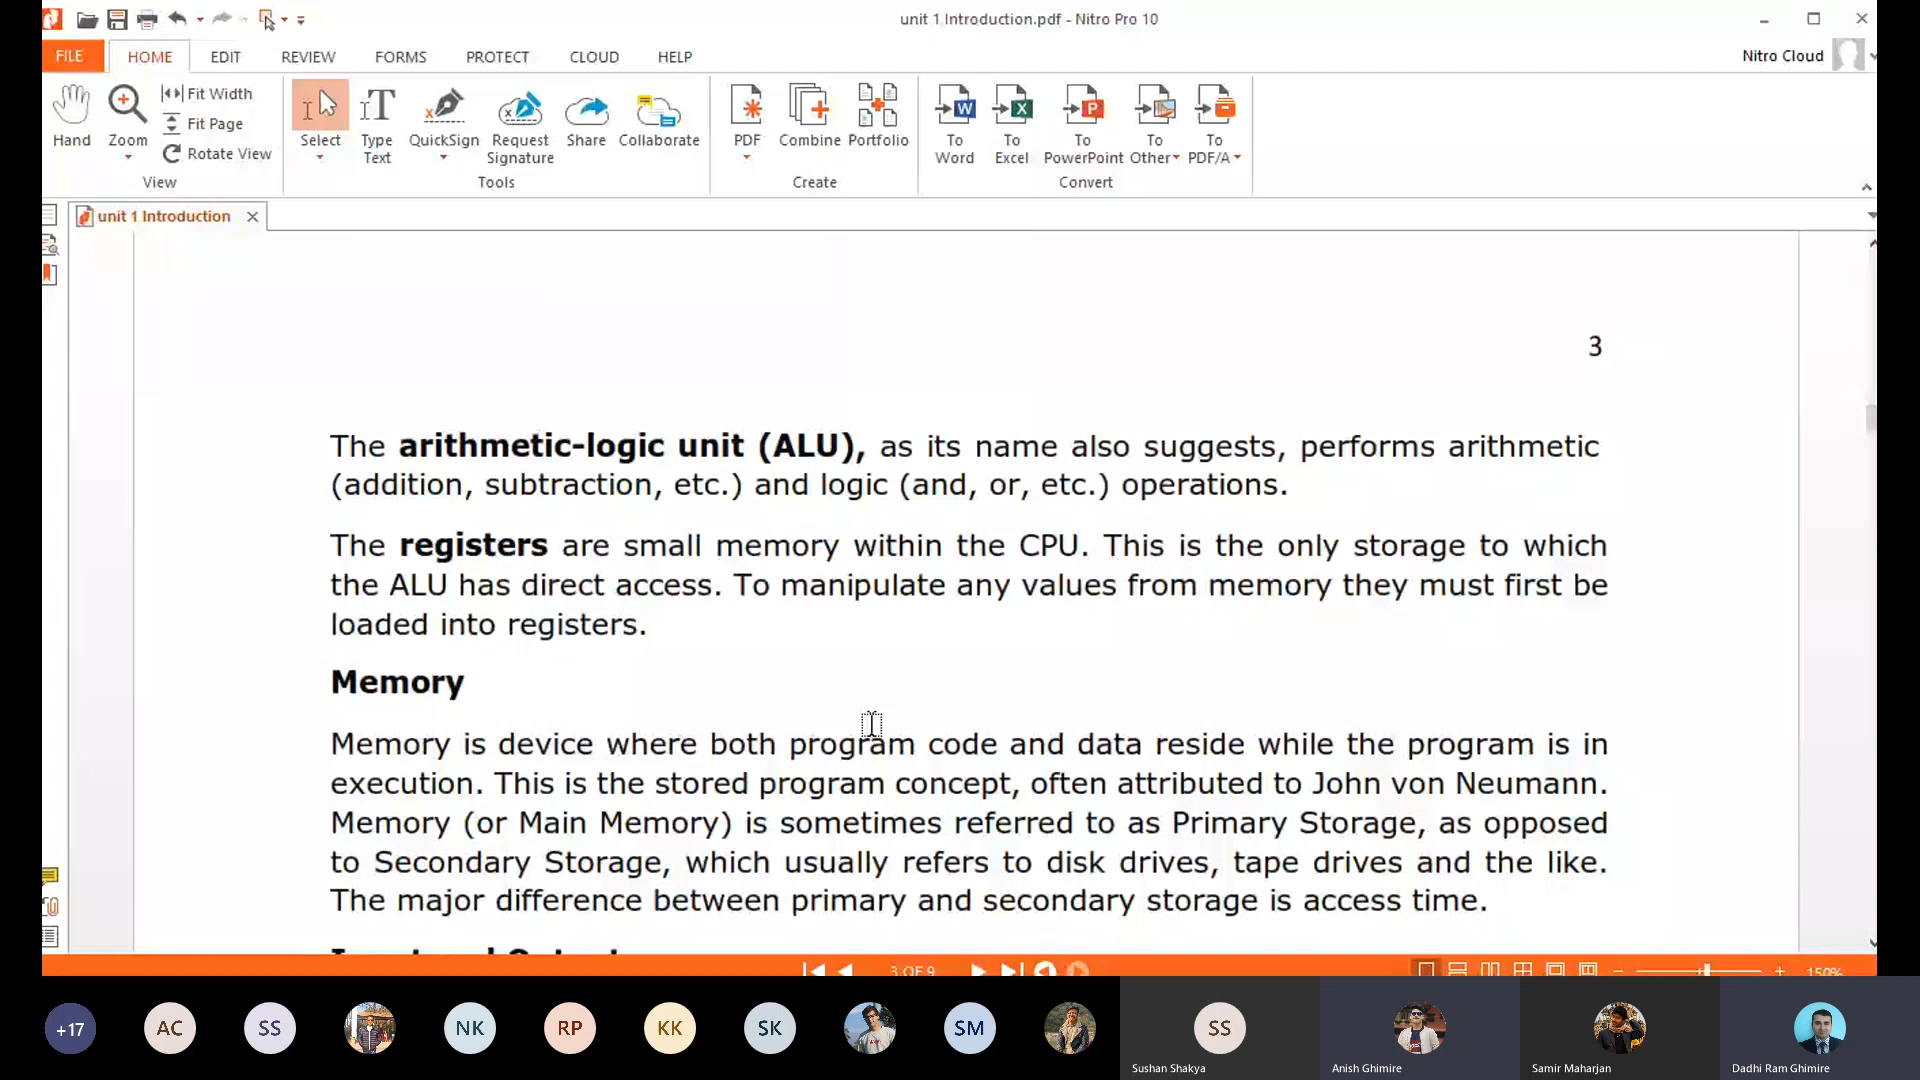 unit 1 Introduction.pdf - Nitro Pro 10
FILE
HOME
EDIT
REVIEW
FORMS
PROTECT
CLOUD
HELP
Nitro Cloud
Hand
Zoom
Fit Width
Fit Page
Rotate View
View
Select
Type Text
QuickSign
Request Signature
Share
Collaborate
Tools
PDF
Combine
Portfolio
Create
To Word
To Excel
To PowerPoint
To Other
To PDF/A
Convert
unit 1 Introduction
3
The arithmetic-logic unit (ALU), as its name also suggests, performs arithmetic
(addition, subtraction, etc.) and logic (and, or, etc.) operations.
The registers are small memory within the CPU. This is the only storage to which
the ALU has direct access. To manipulate any values from memory they must first be
loaded into registers.
Memory
Memory is device where both program code and data reside while the program is in
execution. This is the stored program concept, often attributed to John von Neumann.
Memory (or Main Memory) is sometimes referred to as Primary Storage, as opposed
to Secondary Storage, which usually refers to disk drives, tape drives and the like.
The major difference between primary and secondary storage is access time.
3 OF 9
150%
+17
AC
SS
NK
RP
KK
SK
SM
SS
Sushan Shakya
Anish Ghimire
Samir Maharjan
Dadhi Ram Ghimire